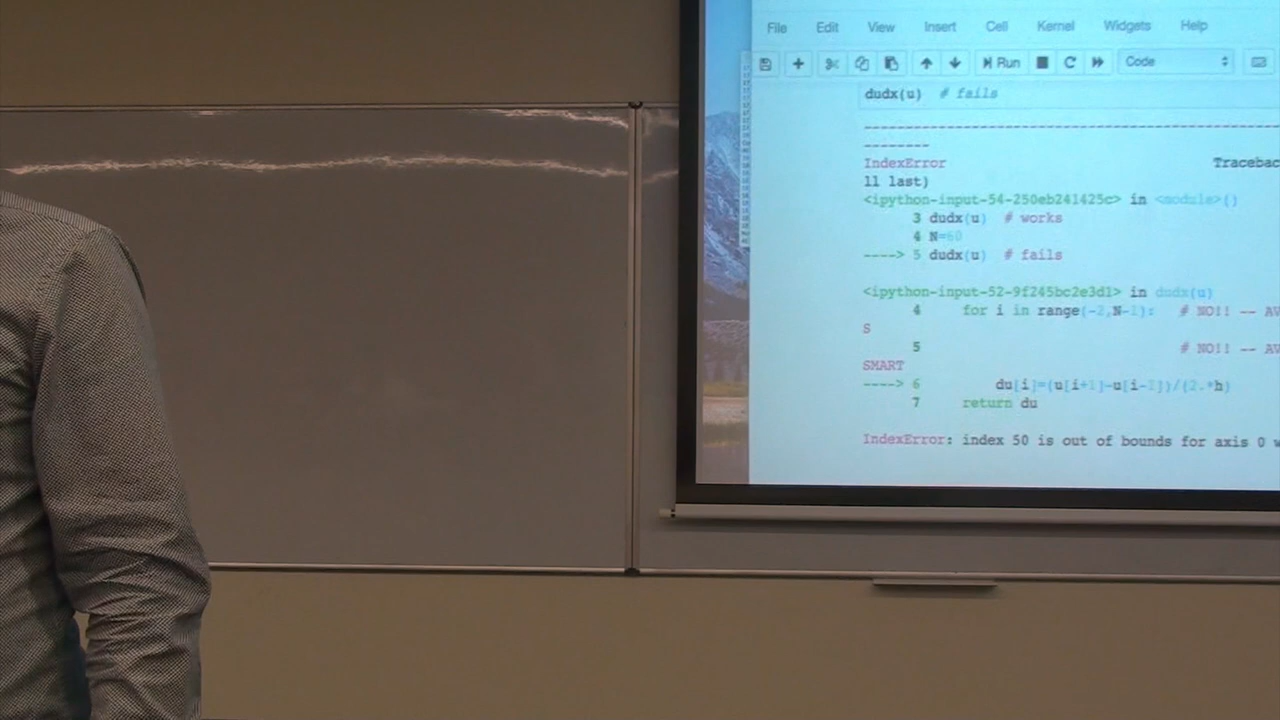 File Edit View Insert Cell Kernel Widgets Help
Run Code
dudx(u) # fails
--------------------------------------------
--------
IndexError Tracebac
ll last)
<ipython-input-54-250eb241425c> in <module>()
3 dudx(u) # works
4 N=60
----> 5 dudx(u) # fails
<ipython-input-52-9f245bc2e3d1> in dudx(u)
4 for i in range(-2,N-1): # NO!! -- AV
S
5 # NO!! -- AV
SMART
----> 6 du[i]=(u[i+1]-u[i-1])/(2.*h)
7 return du
IndexError: index 50 is out of bounds for axis 0 w